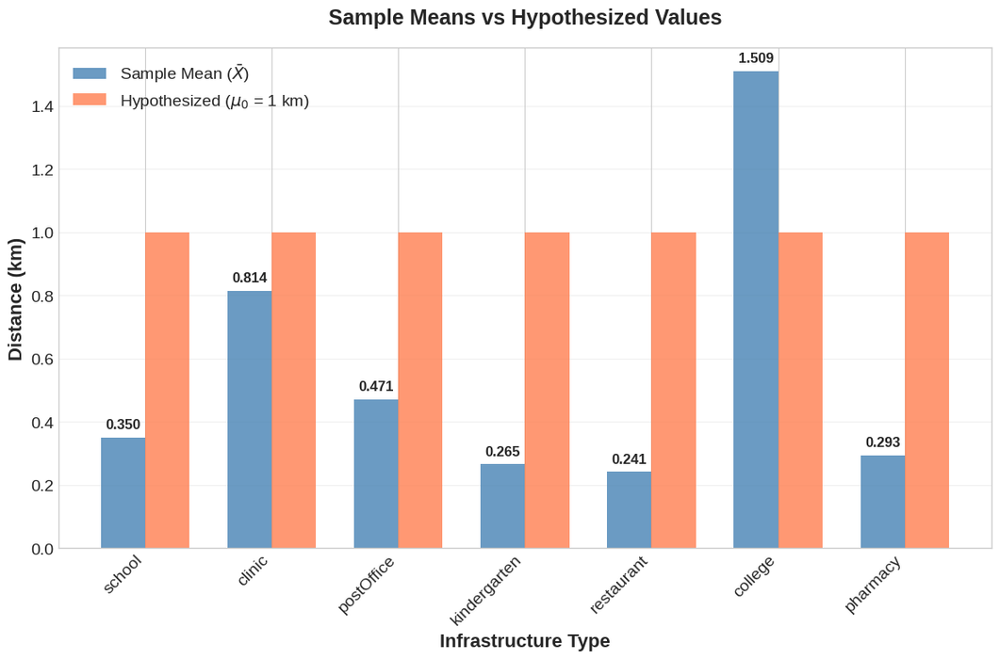 Sample Means vs Hypothesized Values
Sample Mean (X̄)
Hypothesized (μ₀ = 1 km)
Distance (km)
1.4
1.2
1.0
0.8
0.6
0.4
0.2
0.0
0.350
0.814
0.471
0.265
0.241
1.509
0.293
school
clinic
postOffice
kindergarten
restaurant
college
pharmacy
Infrastructure Type